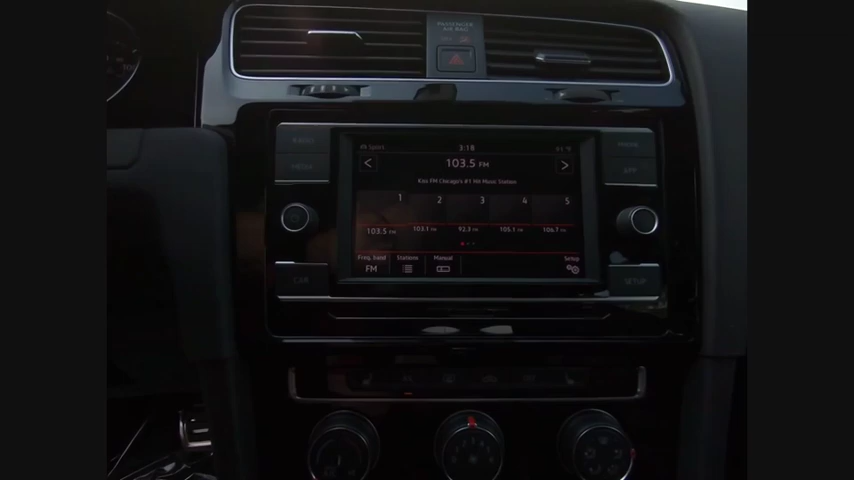 PASSENGER
AIR BAG
RADIO
MEDIA
3:18
103.5 FM
Kiss FM Chicago's #1 Hit Music Station
1 2 3 4 5
103.5 FM 103.1 FM 92.3 FM 105.1 FM 106.7 FM
Freq. band Stations Manual Setup
FM
PHONE
APP
CAR
SETUP